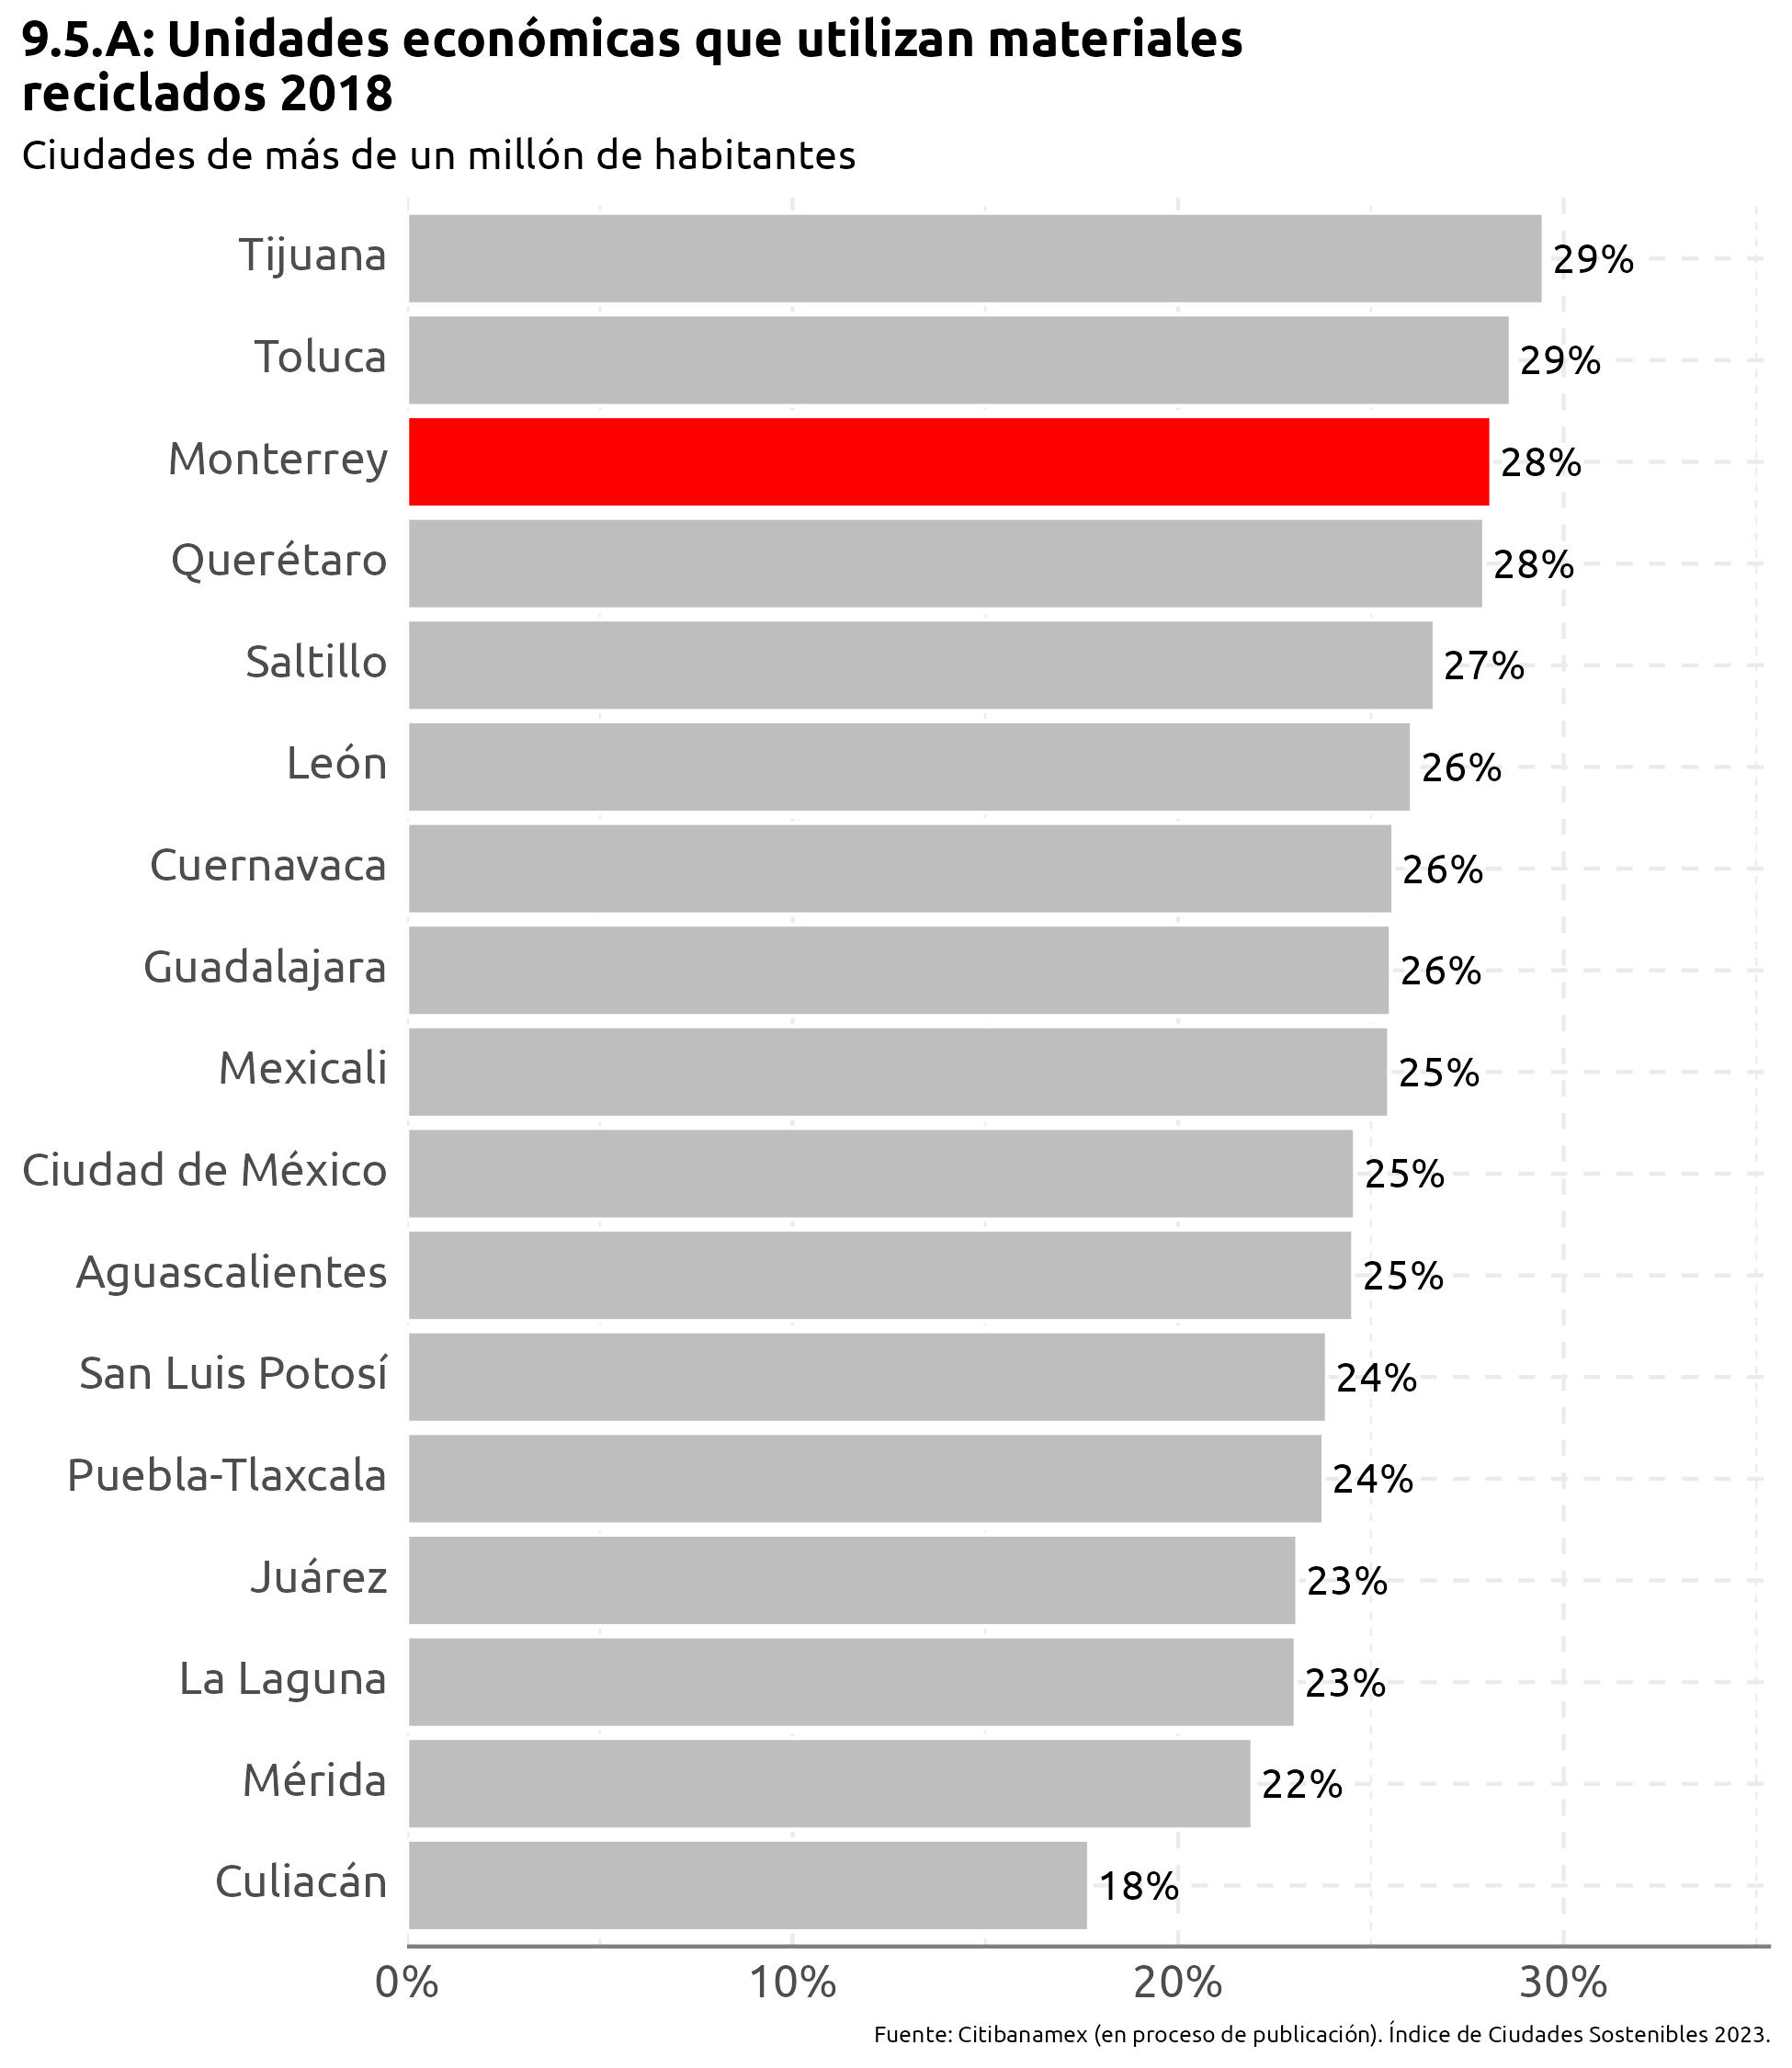 9.5.A: Unidades económicas que utilizan materiales
reciclados 2018
Ciudades de más de un millón de habitantes
Tijuana 29%
Toluca 29%
Monterrey 28%
Querétaro 28%
Saltillo 27%
León 26%
Cuernavaca 26%
Guadalajara 26%
Mexicali 25%
Ciudad de México 25%
Aguascalientes 25%
San Luis Potosí 24%
Puebla-Tlaxcala 24%
Juárez 23%
La Laguna 23%
Mérida 22%
Culiacán 18%
0% 10% 20% 30%
Fuente: Citibanamex (en proceso de publicación). Índice de Ciudades Sostenibles 2023.